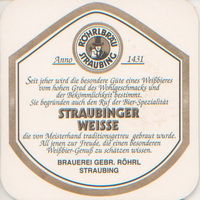 RÖHRLBRÄU
STRAUBING
Anno 1431
Seit jeher wird die besondere Güte eines Weißbieres
vom hohen Grad des Wohlgeschmacks und
der Bekömmlichkeit bestimmt.
Sie begründen auch den Ruf der Bier-Spezialität
STRAUBINGER
WEISSE
die von Meisterhand traditionsgetreu gebraut wurde.
All jenen zur Freude, die einen besonderen
Weißbier-Genuß zu schätzen wissen.
BRAUEREI GEBR. RÖHRL
STRAUBING